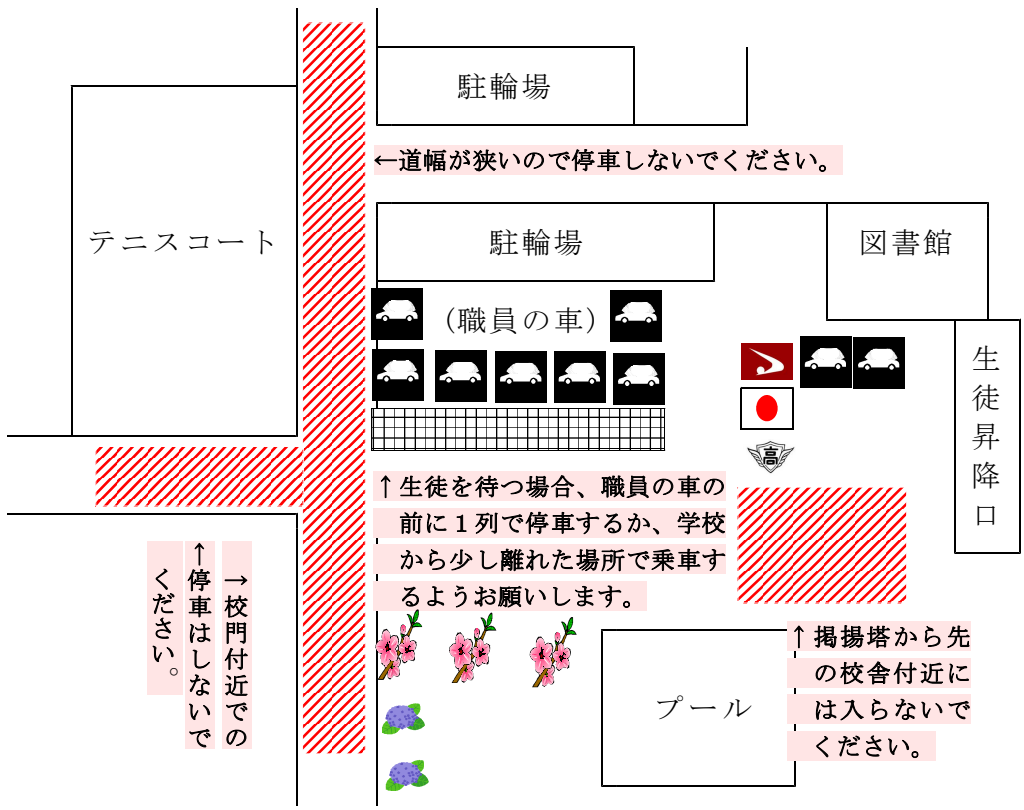 駐輪場
←道幅が狭いので停車しないでください。
テニスコート
駐輪場
図書館
(職員の車)
生徒昇降口
高
↑生徒を待つ場合、職員の車の
前に１列で停車するか、学校
から少し離れた場所で乗車す
るようお願いします。
→校門付近での
↑停車はしないで
ください。
プール
↑掲揚塔から先
の校舎付近に
は入らないで
ください。